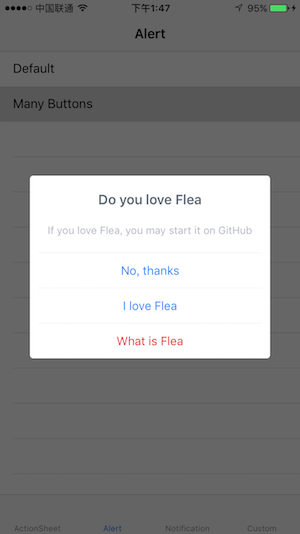 中国联通 下午1:47 95%
Alert
Default
Many Buttons
Do you love Flea
If you love Flea, you may start it on GitHub
No, thanks
I love Flea
What is Flea
ActionSheet Alert Notification Custom